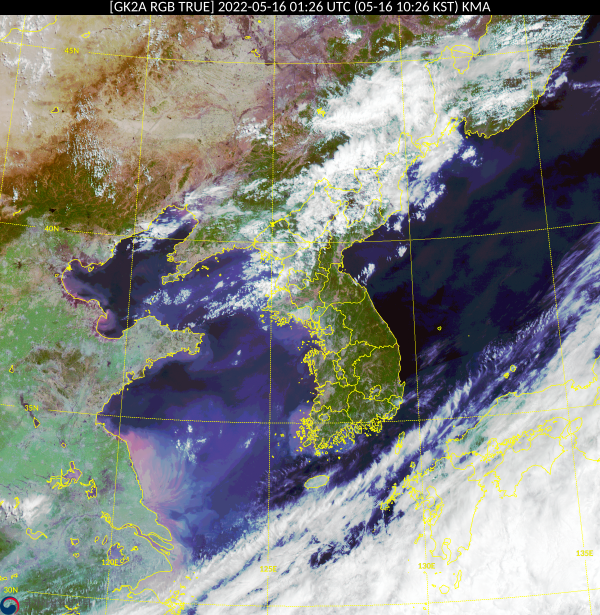 [GK2A RGB TRUE] 2022-05-16 01:26 UTC (05-16 10:26 KST) KMA
45N
40N
35N
120E
125E
130E
135E
30N